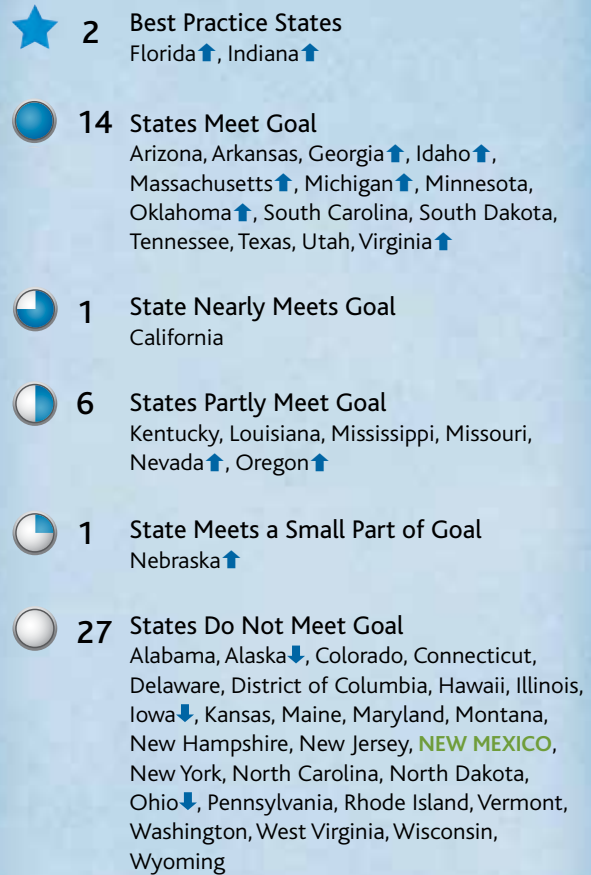 2 Best Practice States
Florida⬆, Indiana⬆
14 States Meet Goal
Arizona, Arkansas, Georgia⬆, Idaho⬆,
Massachusetts⬆, Michigan⬆, Minnesota,
Oklahoma⬆, South Carolina, South Dakota,
Tennessee, Texas, Utah, Virginia⬆
1 State Nearly Meets Goal
California
6 States Partly Meet Goal
Kentucky, Louisiana, Mississippi, Missouri,
Nevada⬆, Oregon⬆
1 State Meets a Small Part of Goal
Nebraska⬆
27 States Do Not Meet Goal
Alabama, Alaska⬇, Colorado, Connecticut,
Delaware, District of Columbia, Hawaii, Illinois,
Iowa⬇, Kansas, Maine, Maryland, Montana,
New Hampshire, New Jersey, NEW MEXICO,
New York, North Carolina, North Dakota,
Ohio⬇, Pennsylvania, Rhode Island, Vermont,
Washington, West Virginia, Wisconsin,
Wyoming